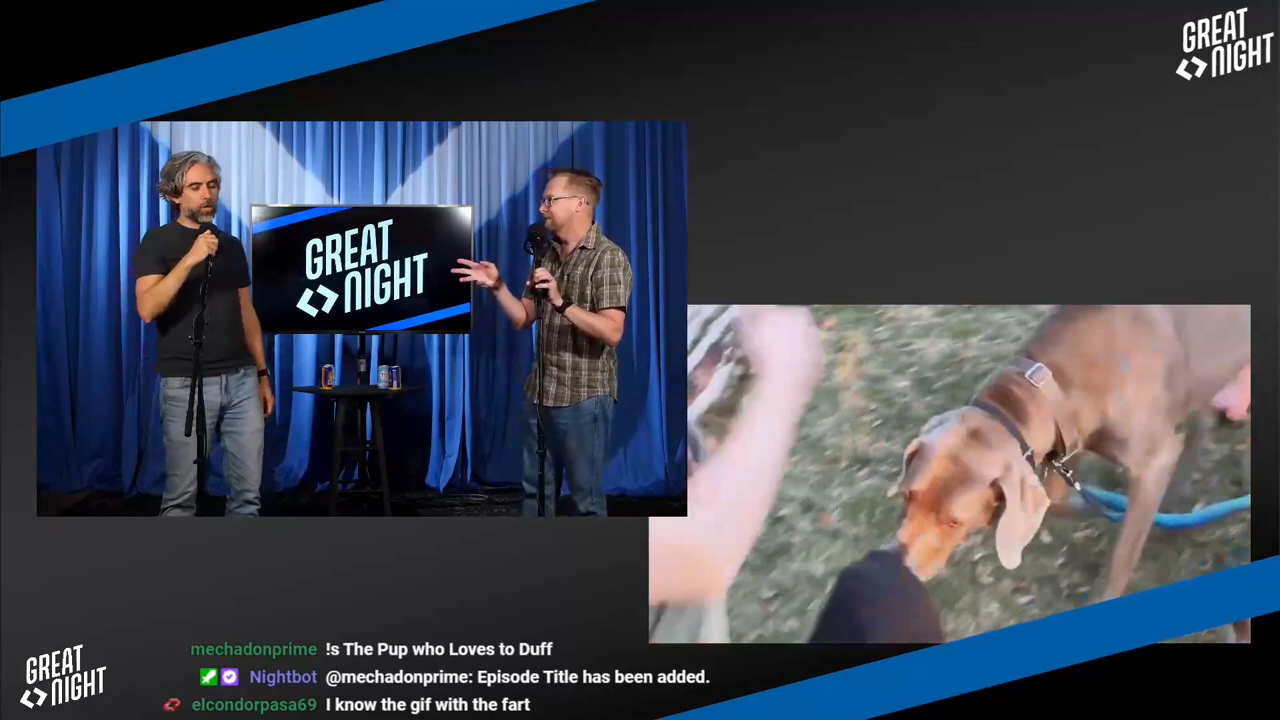 GREAT
NIGHT
GREAT
NIGHT
GREAT
NIGHT
mechadonprime !s The Pup who Loves to Duff
Nightbot @mechadonprime: Episode Title has been added.
elcondorpasa69 I know the gif with the fart